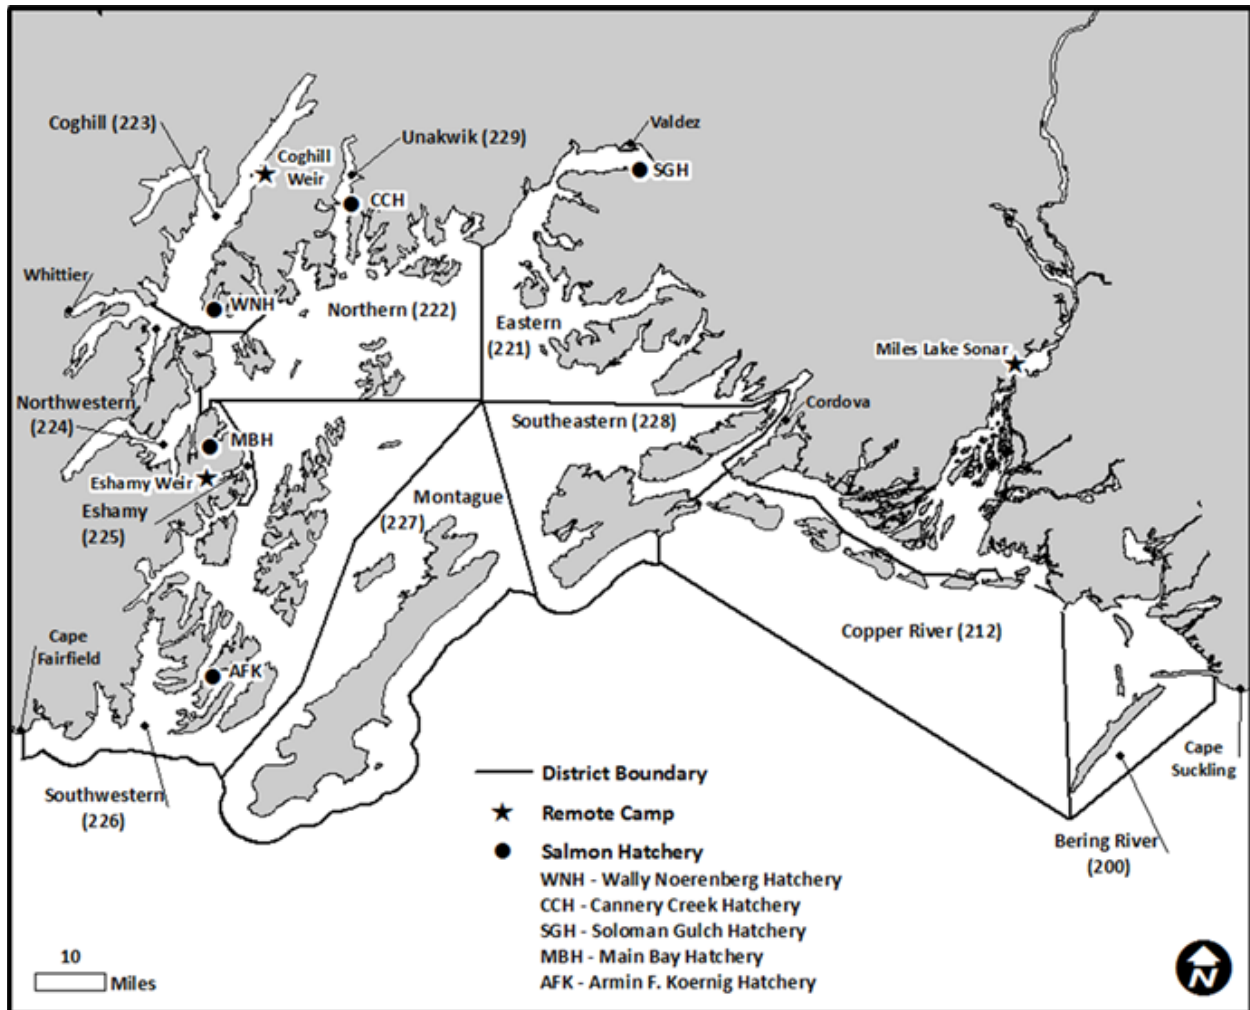 Coghill (223)
Coghill
Weir
Unakwik (229)
Valdez
SGH
CCH
Whittier
WNH
Northern (222)
Eastern
(221)
Miles Lake Sonar
Northwestern
(224)
MBH
Southeastern (228)
Cordova
Eshamy Weir
Eshamy
(225)
Montague
(227)
Cape
Fairfield
AFK
Copper River (212)
Southwestern
(226)
Cape
Suckling
Bering River
(200)
District Boundary
Remote Camp
Salmon Hatchery
WNH - Wally Noerenberg Hatchery
CCH - Cannery Creek Hatchery
SGH - Soloman Gulch Hatchery
MBH - Main Bay Hatchery
AFK - Armin F. Koernig Hatchery
10
Miles
N